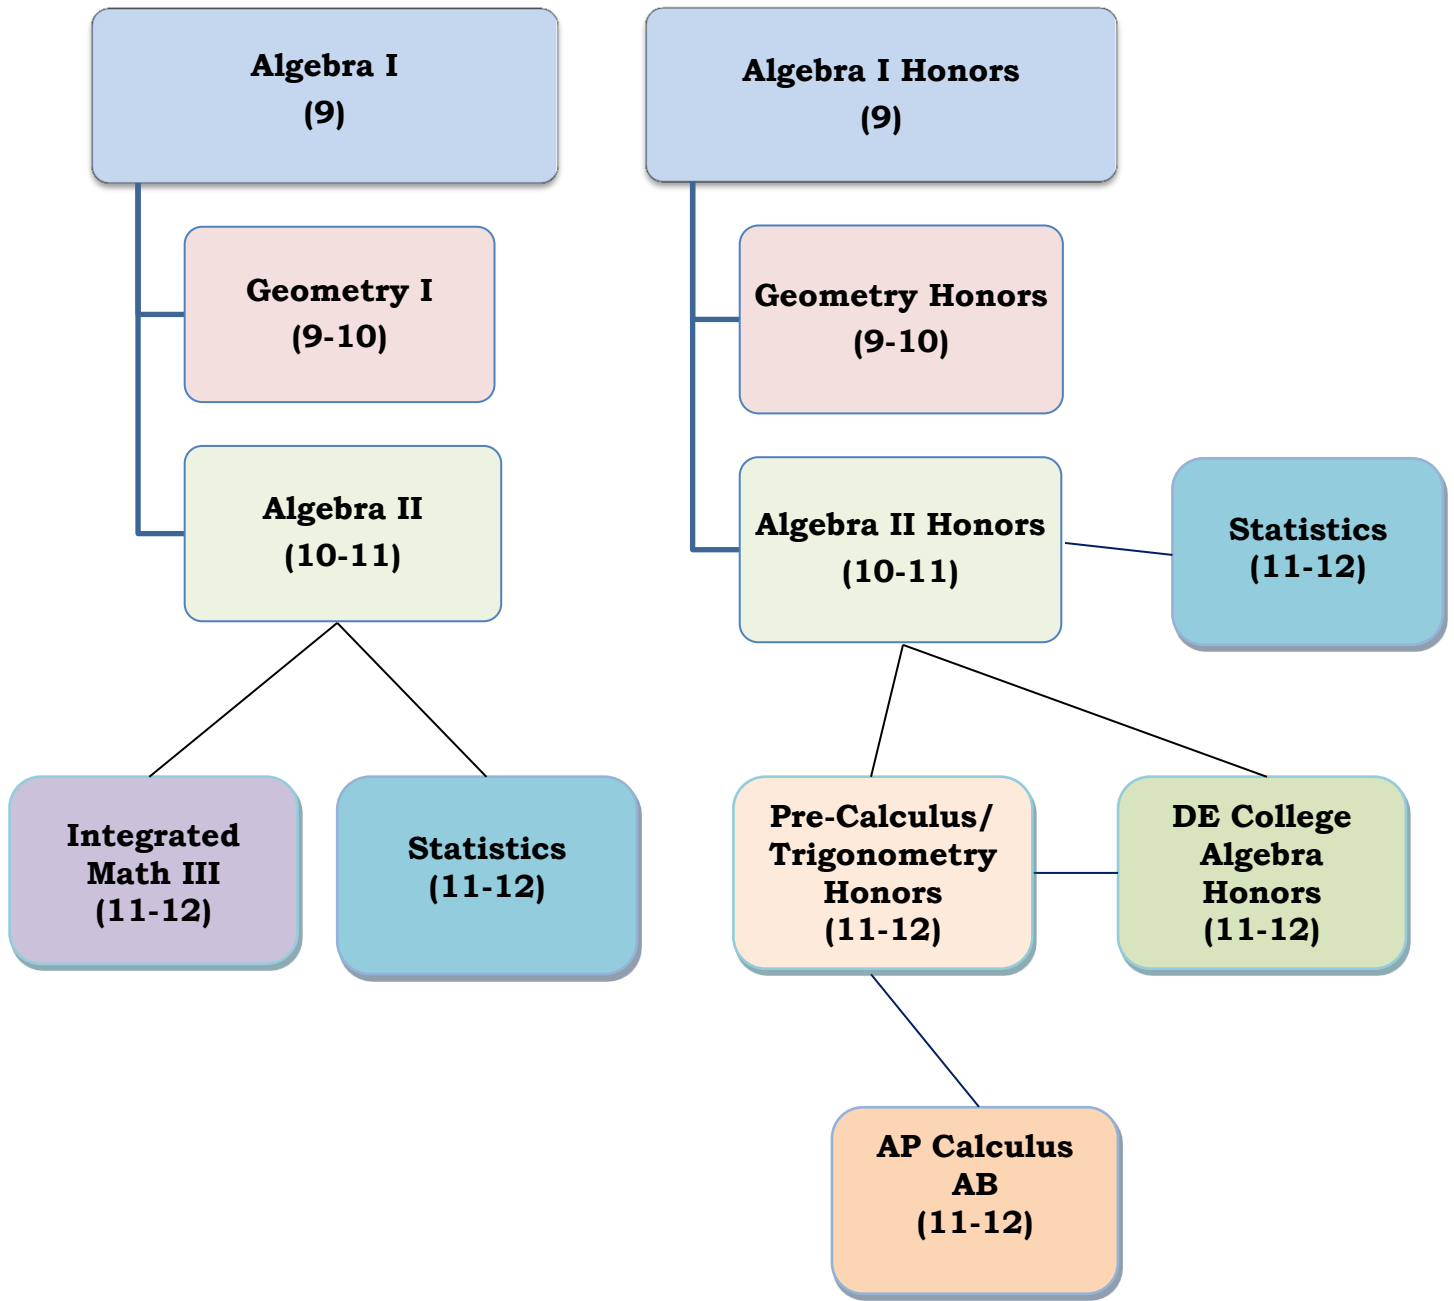 Algebra I
(9)
Algebra I Honors
(9)
Geometry I
(9-10)
Geometry Honors
(9-10)
Algebra II
(10-11)
Algebra II Honors
(10-11)
Statistics
(11-12)
Integrated
Math III
(11-12)
Statistics
(11-12)
Pre-Calculus/
Trigonometry
Honors
(11-12)
DE College
Algebra
Honors
(11-12)
AP Calculus
AB
(11-12)